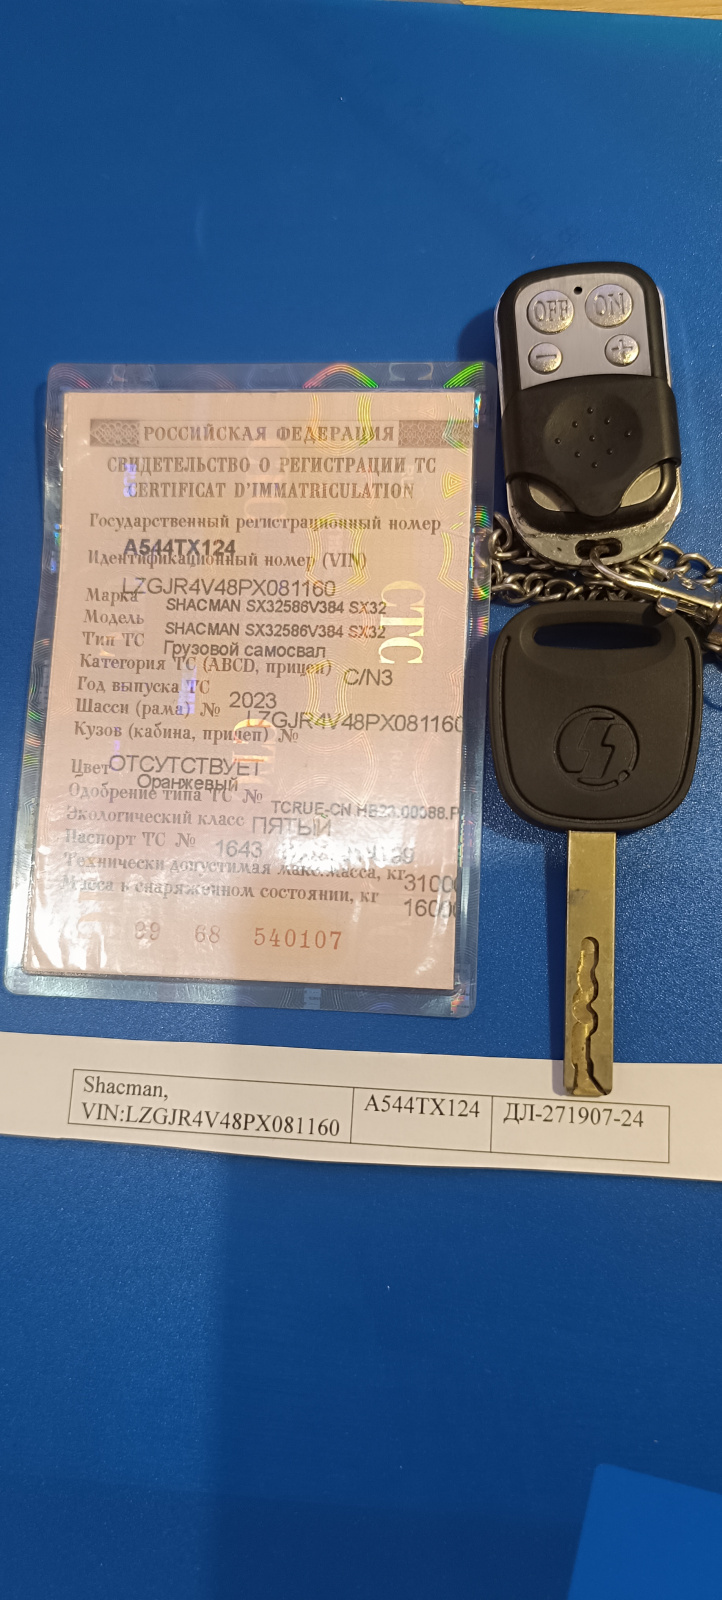 РОССИЙСКАЯ ФЕДЕРАЦИЯ
СВИДЕТЕЛЬСТВО О РЕГИСТРАЦИИ ТС
CERTIFICAT D'IMMATRICULATION
Государственный регистрационный номер
A544TX124
Идентификационный номер (VIN)
LZGJR4V48PX081160
Марка SHACMAN SX32586V384 SX32
Модель SHACMAN SX32586V384 SX32
Тип ТС Грузовой самосвал
Категория ТС (ABCD, прицеп) C/N3
Год выпуска ТС 2023
Шасси (рама) № LZGJR4V48PX081160
Кузов (кабина, прицеп) №
ОТСУТСТВУЕТ
Цвет Оранжевый
Одобрение типа ТС № TCRUE-CN
Экологический класс ПЯТЫЙ
Паспорт ТС № 1643
Технически допустимая макс. масса, кг 3100
Масса в снаряженном состоянии, кг 1600
99 68 540107
СТС
OFF ON
- +
Shacman,
VIN:LZGJR4V48PX081160
A544TX124
ДЛ-271907-24